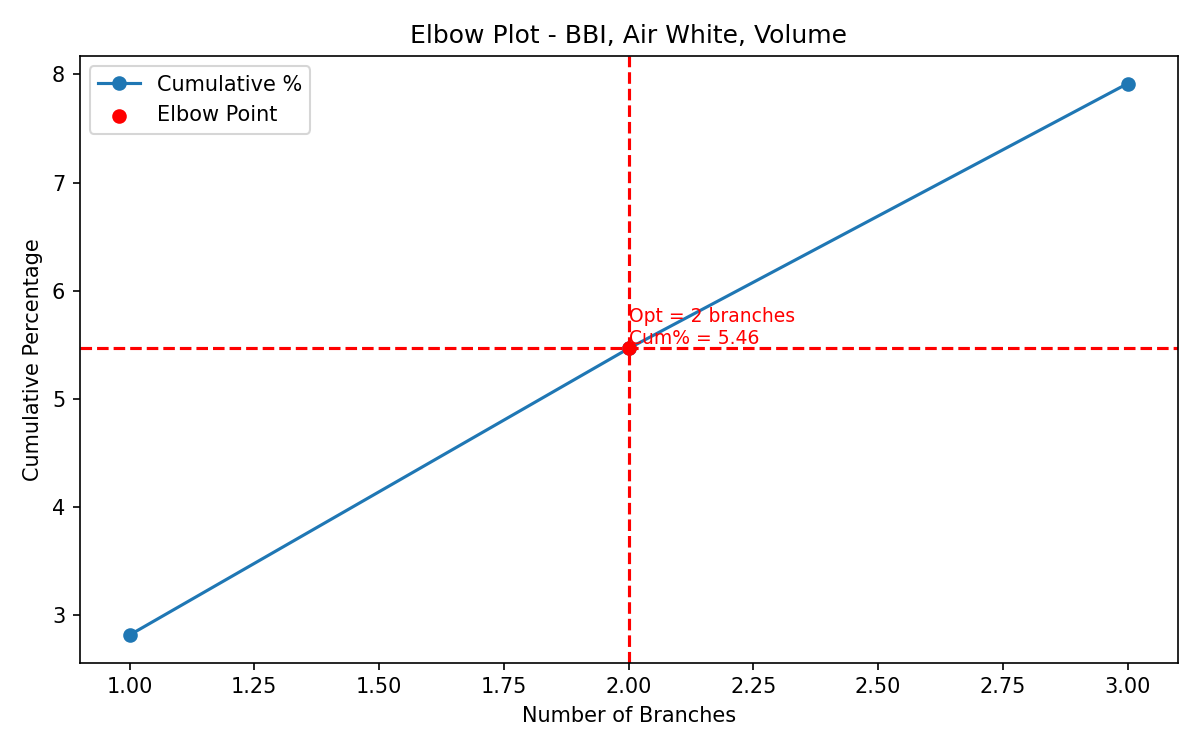 Elbow Plot - BBI, Air White, Volume
Cumulative %
Elbow Point
Cumulative Percentage
8
7
6
5
4
3
Opt = 2 branches
Cum% = 5.46
1.00 1.25 1.50 1.75 2.00 2.25 2.50 2.75 3.00
Number of Branches